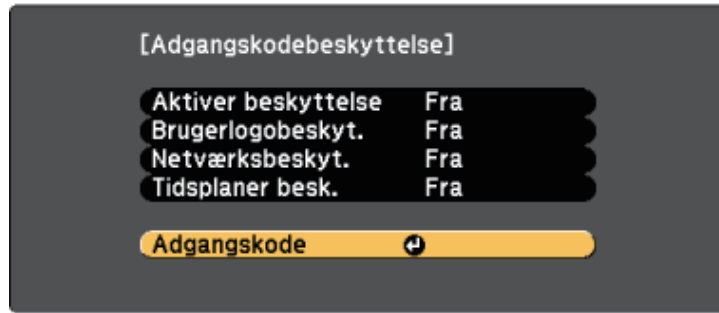 [Adgangskodebeskyttelse]
Aktiver beskyttelse Fra
Brugerlogobeskyt. Fra
Netværksbeskyt. Fra
Tidsplaner besk. Fra
Adgangskode